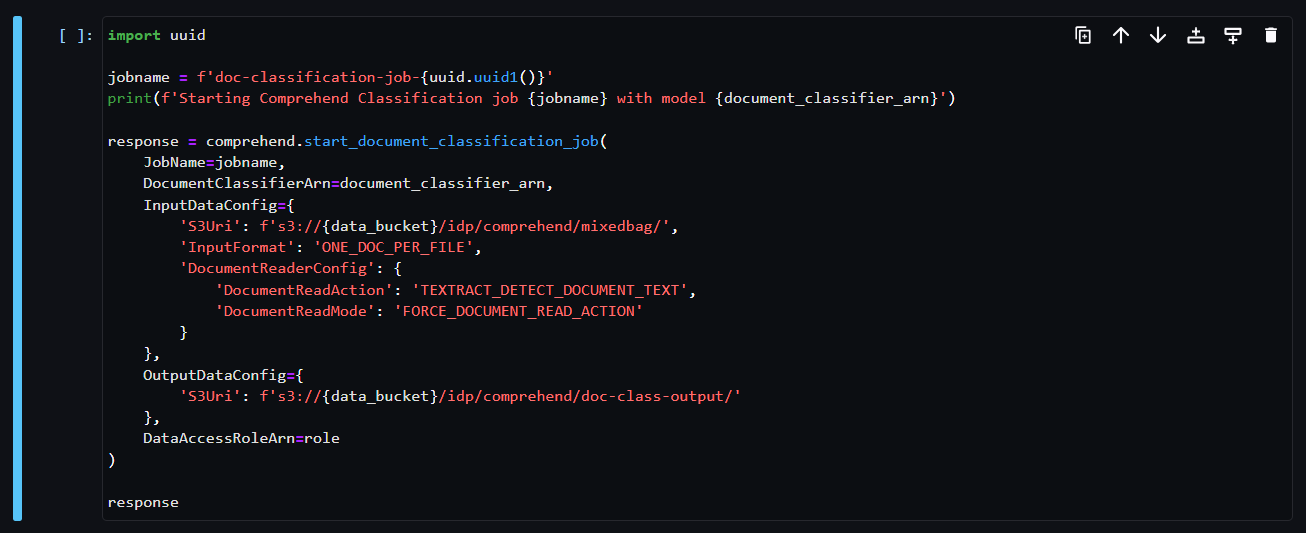 [ ]: import uuid

jobname = f'doc-classification-job-{uuid.uuid1()}'
print(f'Starting Comprehend Classification job {jobname} with model {document_classifier_arn}')

response = comprehend.start_document_classification_job(
    JobName=jobname,
    DocumentClassifierArn=document_classifier_arn,
    InputDataConfig={
        'S3Uri': f's3://{data_bucket}/idp/comprehend/mixedbag/',
        'InputFormat': 'ONE_DOC_PER_FILE',
        'DocumentReaderConfig': {
            'DocumentReadAction': 'TEXTRACT_DETECT_DOCUMENT_TEXT',
            'DocumentReadMode': 'FORCE_DOCUMENT_READ_ACTION'
        }
    },
    OutputDataConfig={
        'S3Uri': f's3://{data_bucket}/idp/comprehend/doc-class-output/'
    },
    DataAccessRoleArn=role
)

response